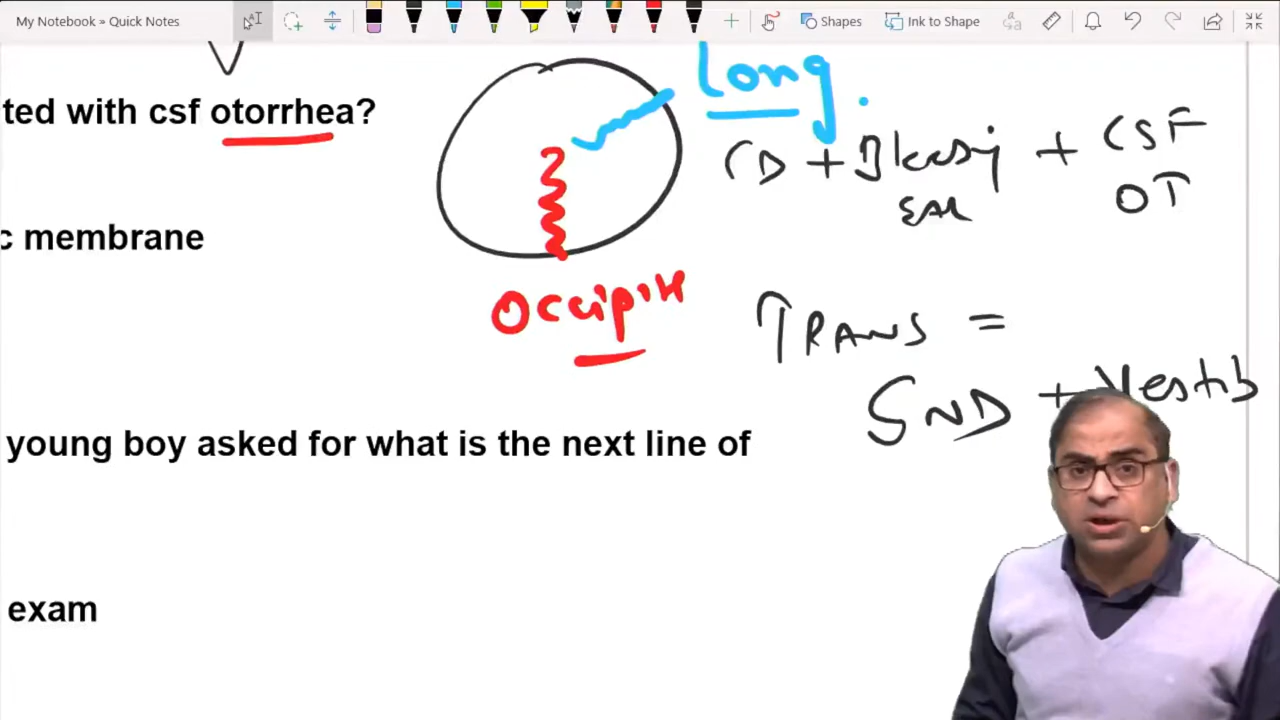 My Notebook » Quick Notes
Shapes
Ink to Shape
ted with csf otorrhea?
Long
CD + Bleeding + CSF
EAR OT
c membrane
Occipit
TRANS =
SND + Vestib
young boy asked for what is the next line of
exam